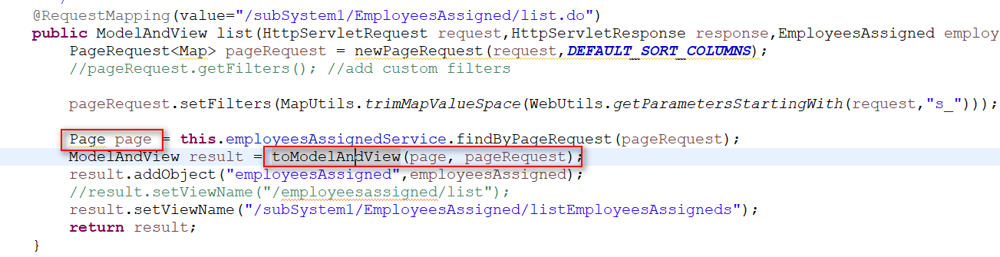 @RequestMapping(value="/subSystem1/EmployeesAssigned/list.do")
public ModelAndView list(HttpServletRequest request,HttpServletResponse response,EmployeesAssigned employ
PageRequest<Map> pageRequest = newPageRequest(request,DEFAULT_SORT_COLUMNS);
//pageRequest.getFilters(); //add custom filters
pageRequest.setFilters(MapUtils.trimMapValueSpace(WebUtils.getParametersStartingWith(request,"s_")));
Page page = this.employeesAssignedService.findByPageRequest(pageRequest);
ModelAndView result = toModelAndView(page, pageRequest);
result.addObject("employeesAssigned",employeesAssigned);
//result.setViewName("/employeesassigned/list");
result.setViewName("/subSystem1/EmployeesAssigned/listEmployeesAssigneds");
return result;
}